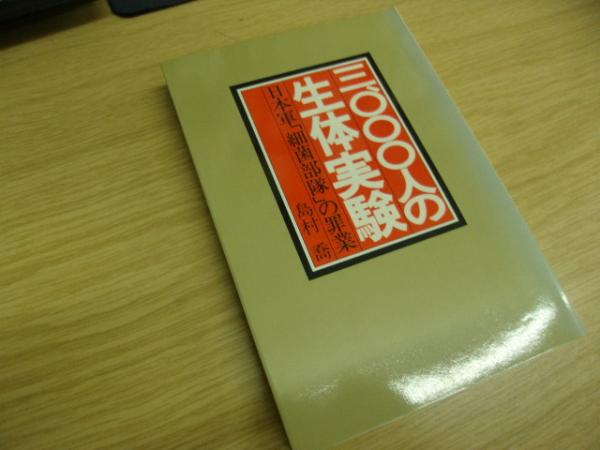 三、〇〇〇人の
生体実験
日本軍「細菌部隊」の罪業
島村 喬